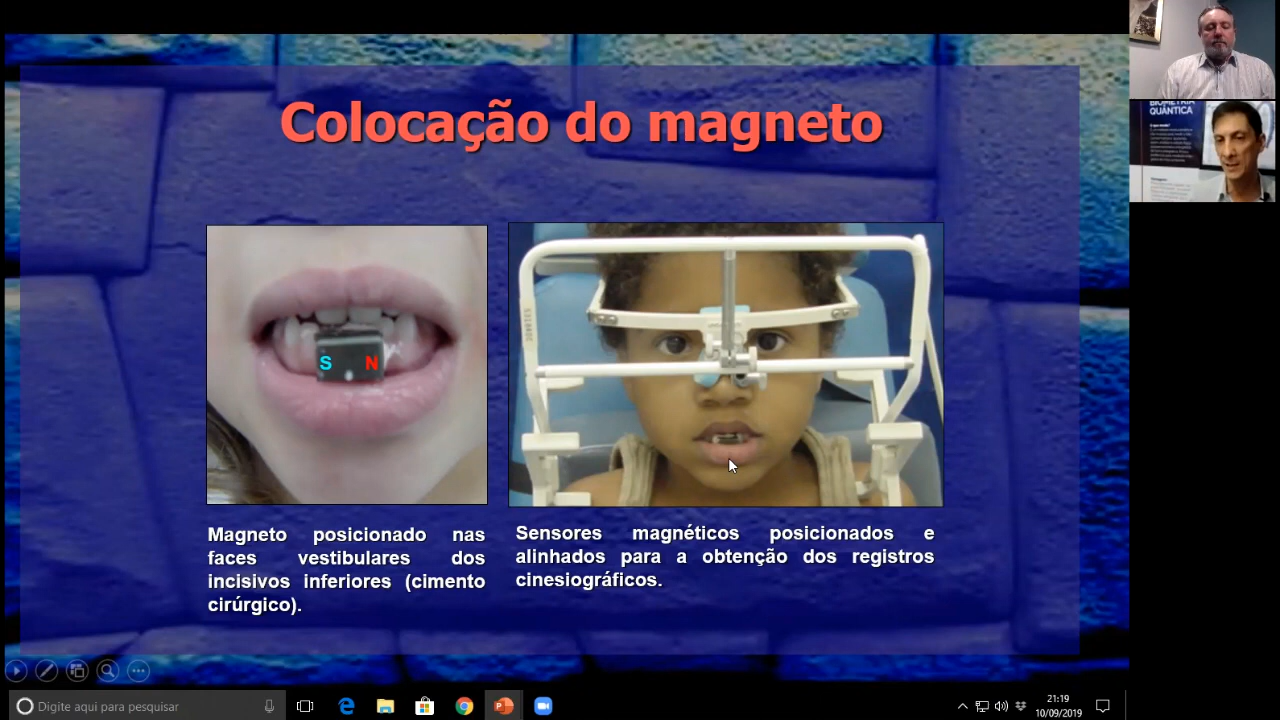 Colocação do magneto
S N
Magneto posicionado nas
faces vestibulares dos
incisivos inferiores (cimento
cirúrgico).
Sensores magnéticos posicionados e
alinhados para a obtenção dos registros
cinesiográficos.
BIOMETRIA
QUÂNTICA
Digite aqui para pesquisar
21:19
10/09/2019